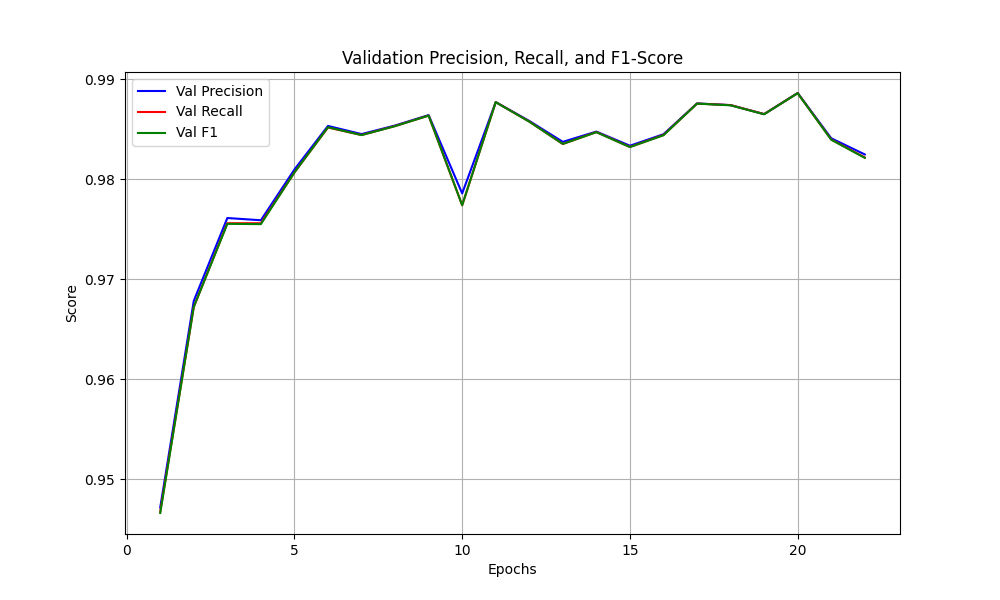 Validation Precision, Recall, and F1-Score
Val Precision
Val Recall
Val F1
0.99
0.98
0.97
0.96
0.95
Score
0
5
10
15
20
Epochs